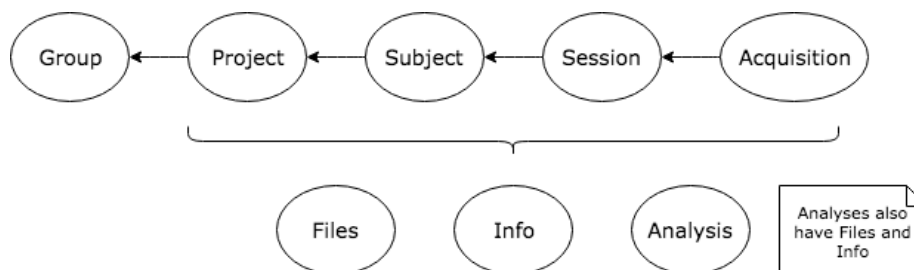 Group
Project
Subject
Session
Acquisition
Files
Info
Analysis
Analyses also
have Files and
Info